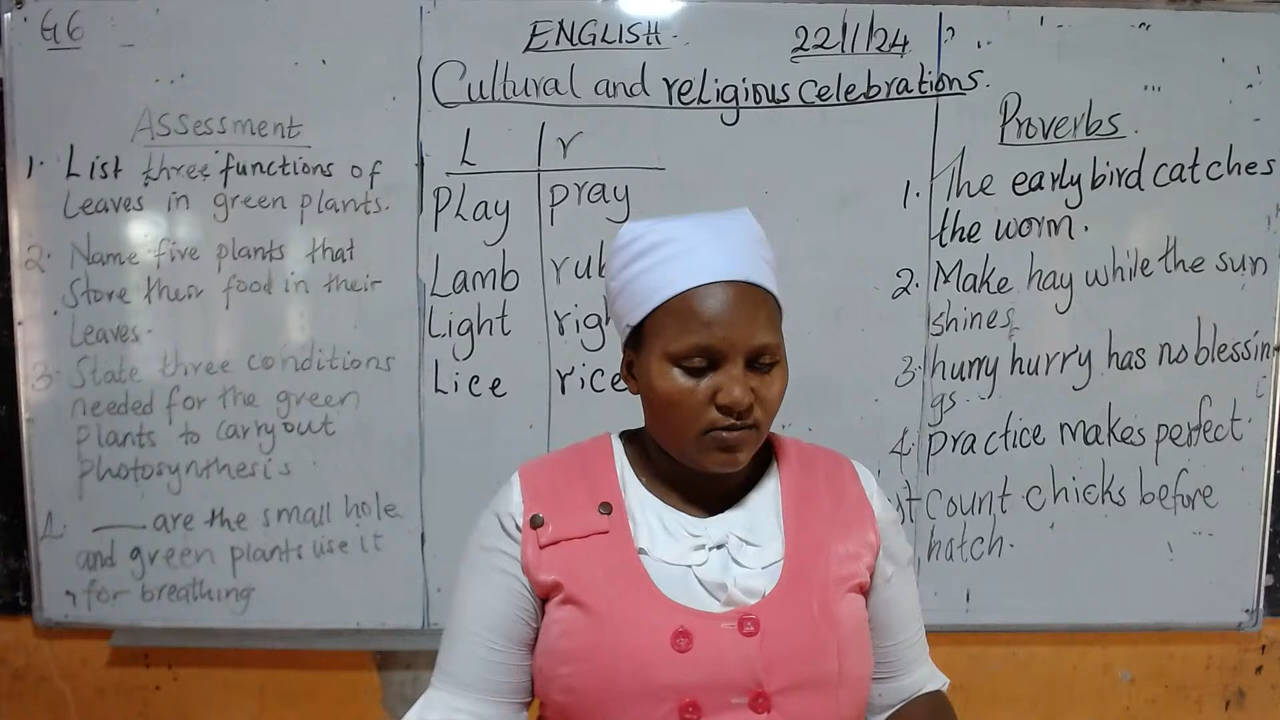 G6
ENGLISH. 22/11/24
Cultural and religious celebrations.
Assessment
1. List three functions of
leaves in green plants.
2. Name five plants that
store their food in their
leaves.
3. State three conditions
needed for the green
plants to carry out
photosynthesis
are the small hole
and green plants use it
for breathing
L r
Play pray
Lamb
Light
Lice rice
Proverbs.
1. The early bird catches
the worm.
2. Make hay while the sun
shines
3. hurry hurry has no blessin
gs.
4. practice makes perfect.
count chicks before
hatch.